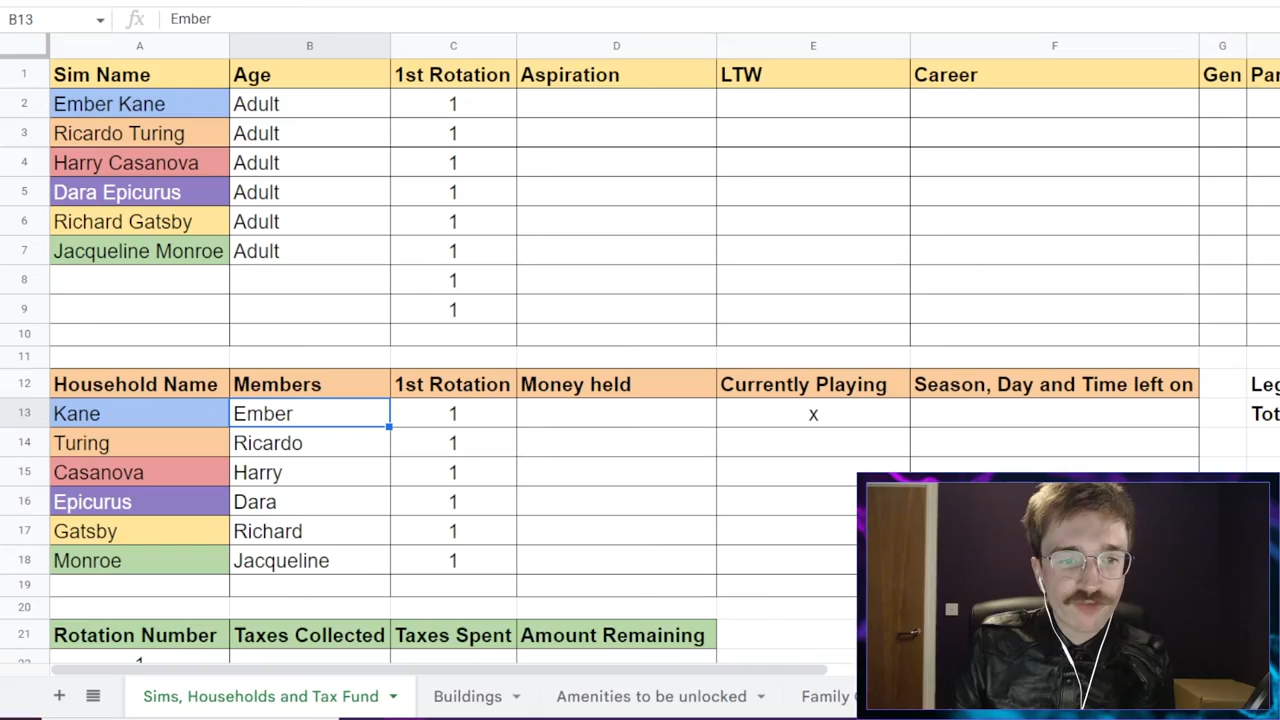 B13 fx Ember
A B C D E F G
1 Sim Name Age 1st Rotation Aspiration LTW Career Gen
2 Ember Kane Adult 1
3 Ricardo Turing Adult 1
4 Harry Casanova Adult 1
5 Dara Epicurus Adult 1
6 Richard Gatsby Adult 1
7 Jacqueline Monroe Adult 1
8 1
9 1
10
11
12 Household Name Members 1st Rotation Money held Currently Playing Season, Day and Time left on
13 Kane Ember 1 x
14 Turing Ricardo 1
15 Casanova Harry 1
16 Epicurus Dara 1
17 Gatsby Richard 1
18 Monroe Jacqueline 1
19
20
21 Rotation Number Taxes Collected Taxes Spent Amount Remaining
Sims, Households and Tax Fund Buildings Amenities to be unlocked Family